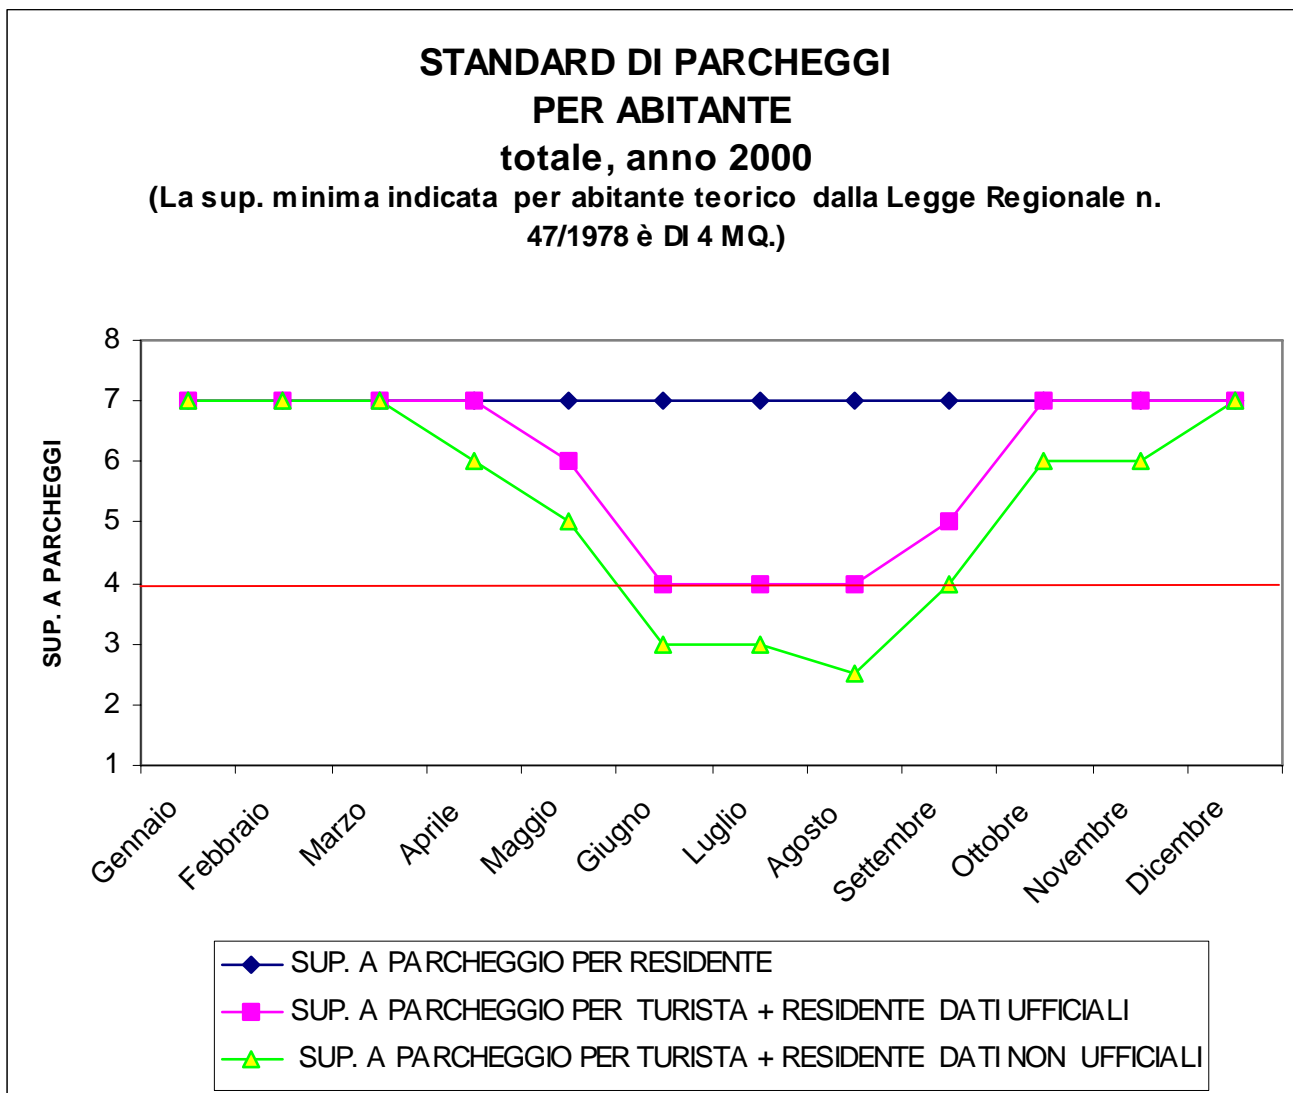 STANDARD DI PARCHEGGI
PER ABITANTE
totale, anno 2000
(La sup. minima indicata per abitante teorico dalla Legge Regionale n.
47/1978 è DI 4 MQ.)
SUP. A PARCHEGGI
8
7
6
5
4
3
2
1
Gennaio
Febbraio
Marzo
Aprile
Maggio
Giugno
Luglio
Agosto
Settembre
Ottobre
Novembre
Dicembre
SUP. A PARCHEGGIO PER RESIDENTE
SUP. A PARCHEGGIO PER TURISTA + RESIDENTE DATI UFFICIALI
SUP. A PARCHEGGIO PER TURISTA + RESIDENTE DATI NON UFFICIALI